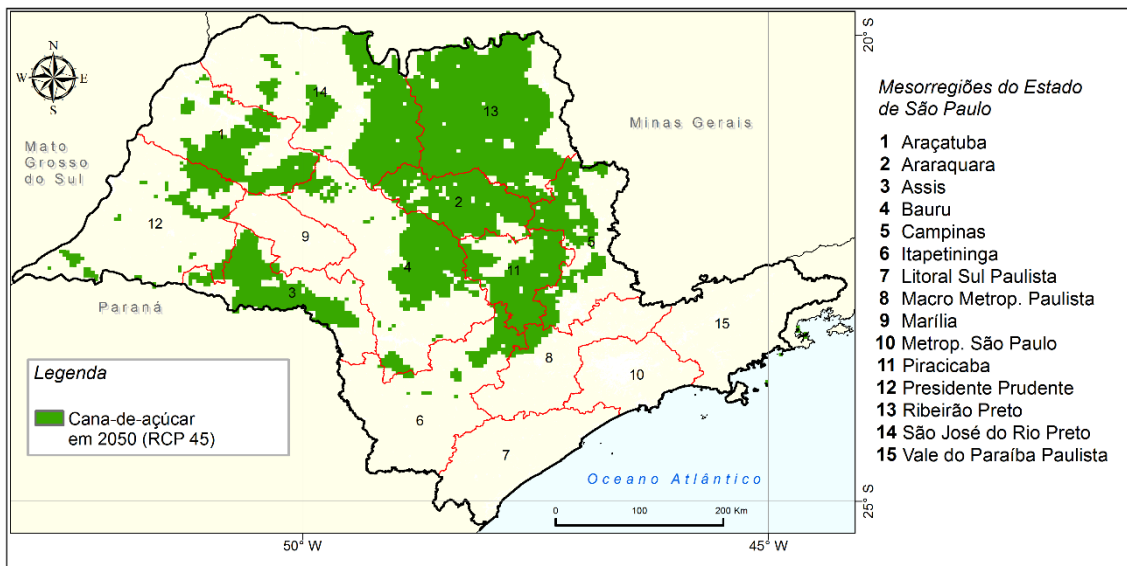 20°S
N
W
E
S
14
13
Minas Gerais
1
Mato
Grosso
do Sul
2
12
9
5
4
11
3
Paraná
15
8
10
Legenda
Cana-de-açúcar
em 2050 (RCP 45)
6
7
Oceano Atlântico
0
100
200 Km
25°S
50° W
45° W
Mesorregiões do Estado
de São Paulo
1 Araçatuba
2 Araraquara
3 Assis
4 Bauru
5 Campinas
6 Itapetininga
7 Litoral Sul Paulista
8 Macro Metrop. Paulista
9 Marília
10 Metrop. São Paulo
11 Piracicaba
12 Presidente Prudente
13 Ribeirão Preto
14 São José do Rio Preto
15 Vale do Paraíba Paulista